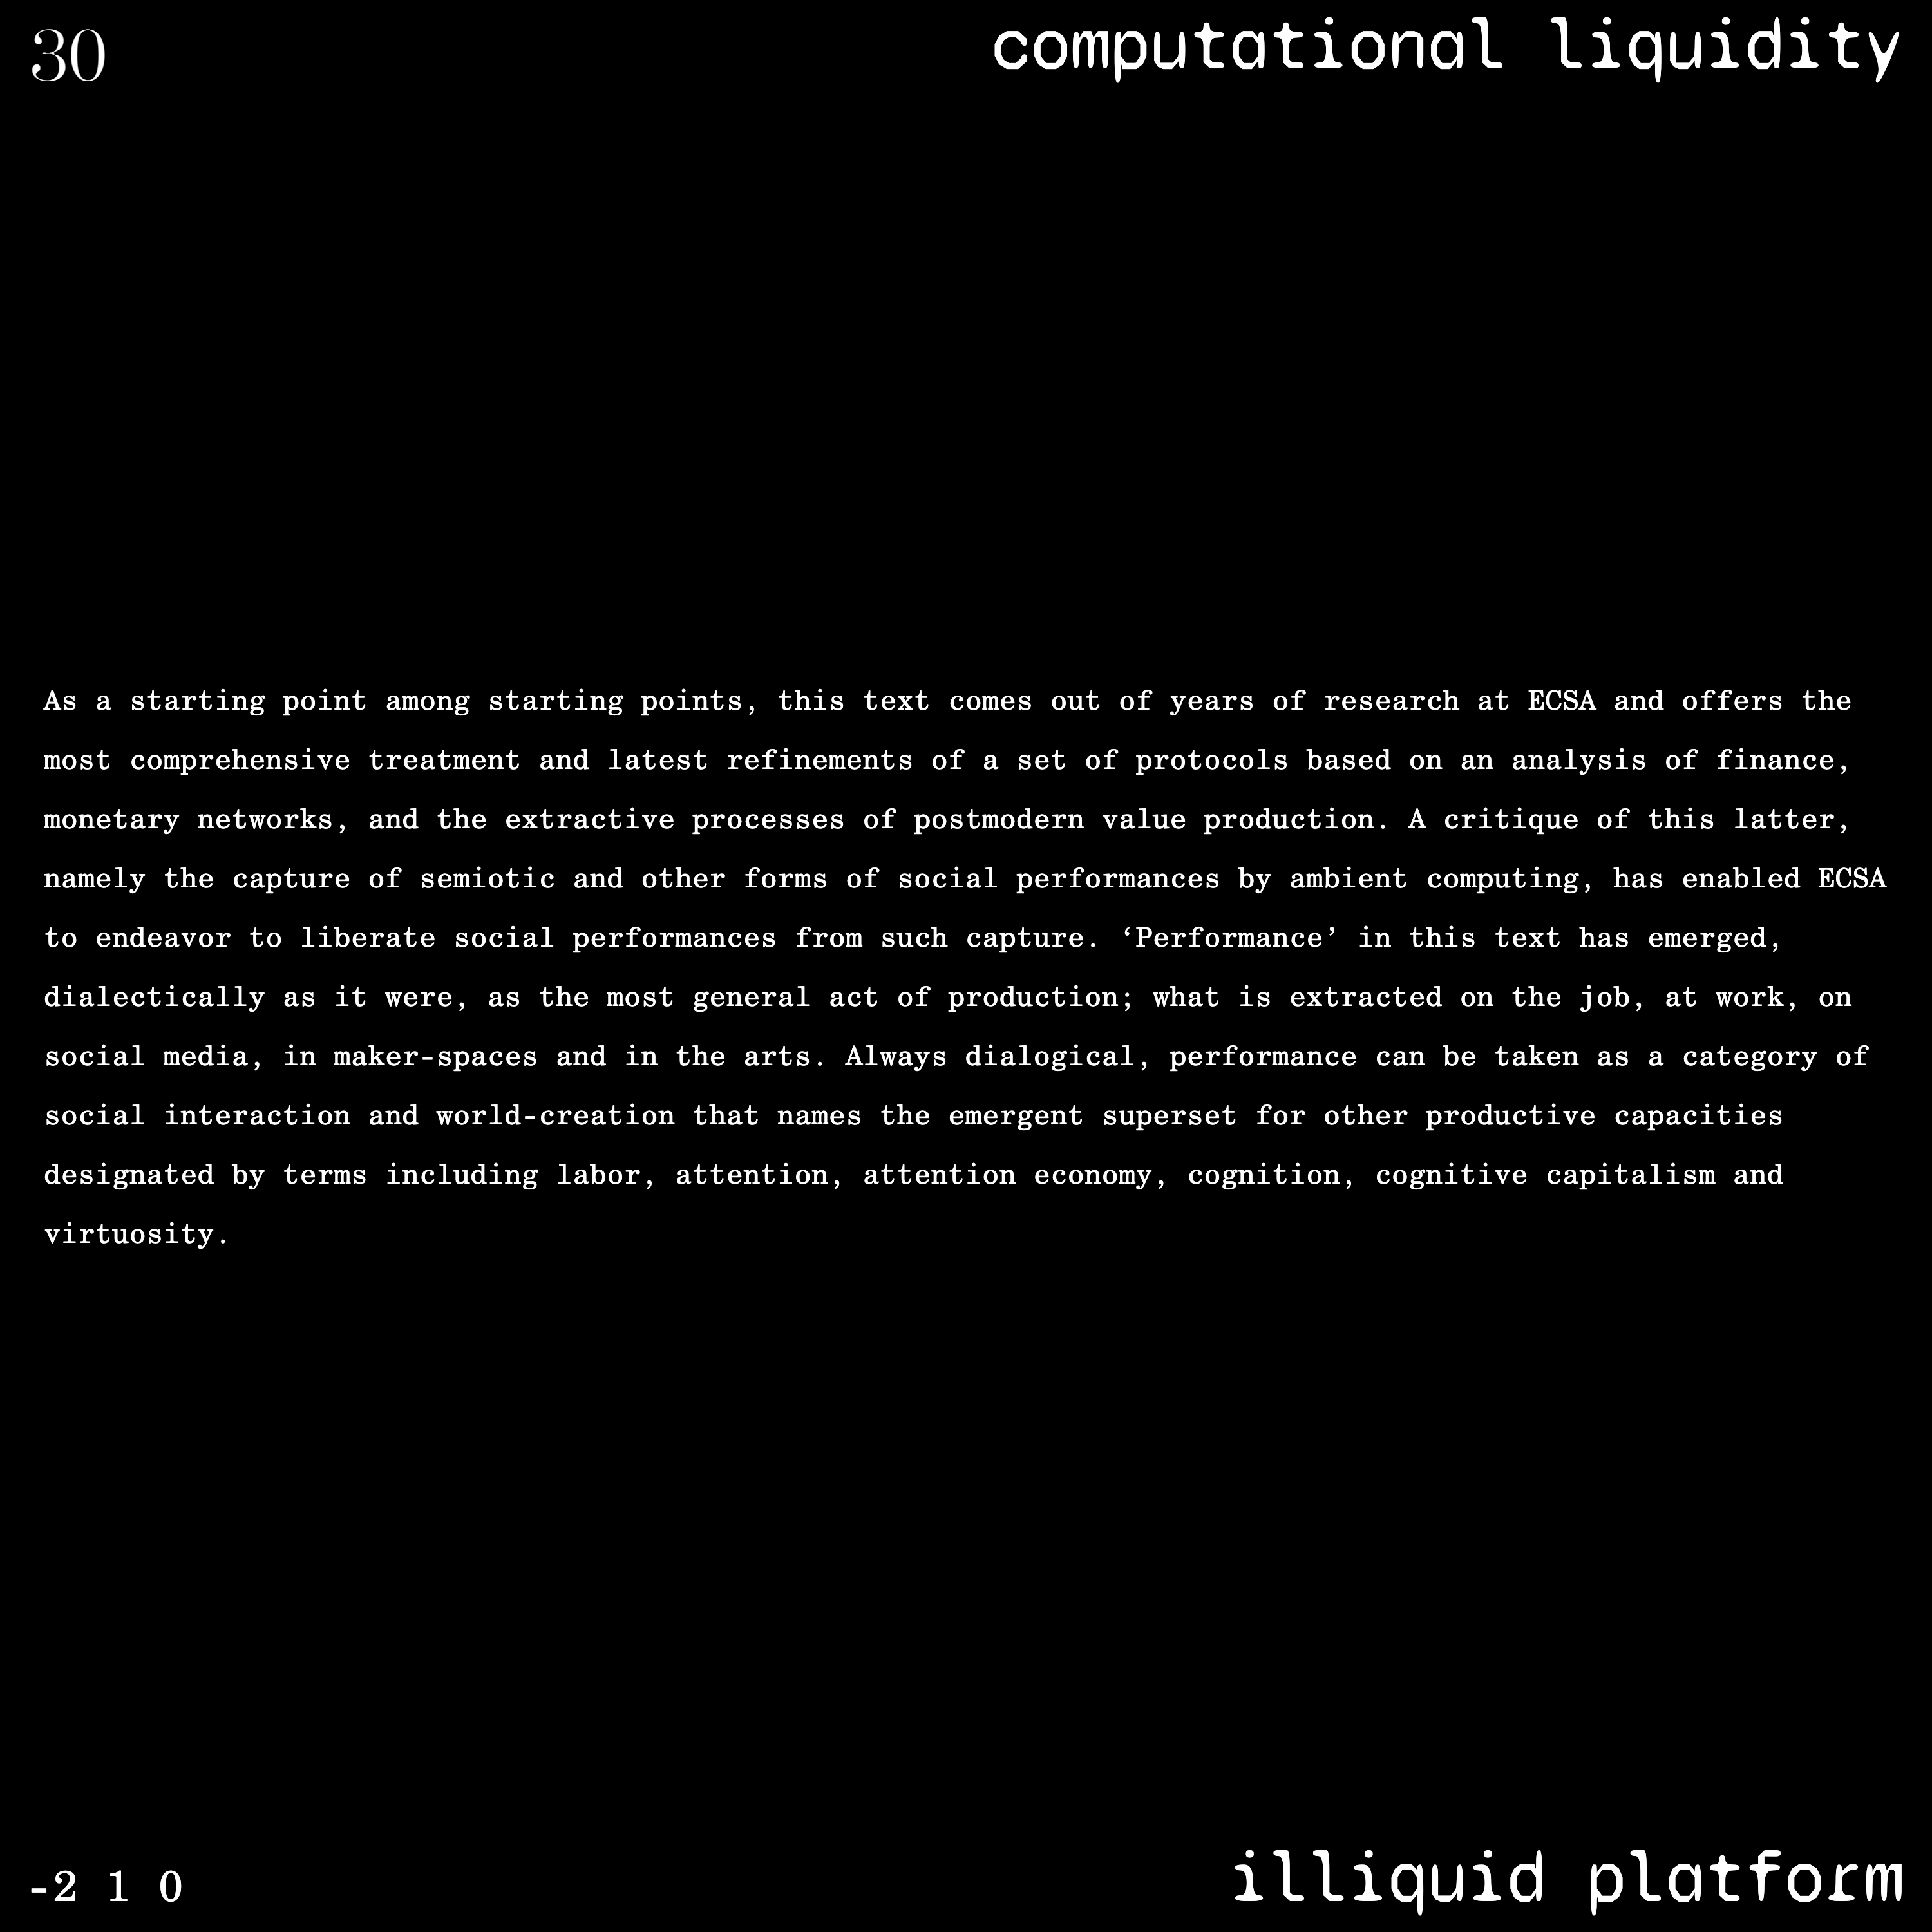 30
computational liquidity
As a starting point among starting points, this text comes out of years of research at ECSA and offers the
most comprehensive treatment and latest refinements of a set of protocols based on an analysis of finance,
monetary networks, and the extractive processes of postmodern value production. A critique of this latter,
namely the capture of semiotic and other forms of social performances by ambient computing, has enabled ECSA
to endeavor to liberate social performances from such capture. ‘Performance’ in this text has emerged,
dialectically as it were, as the most general act of production; what is extracted on the job, at work, on
social media, in maker-spaces and in the arts. Always dialogical, performance can be taken as a category of
social interaction and world-creation that names the emergent superset for other productive capacities
designated by terms including labor, attention, attention economy, cognition, cognitive capitalism and
virtuosity.
-2 1 0
illiquid platform